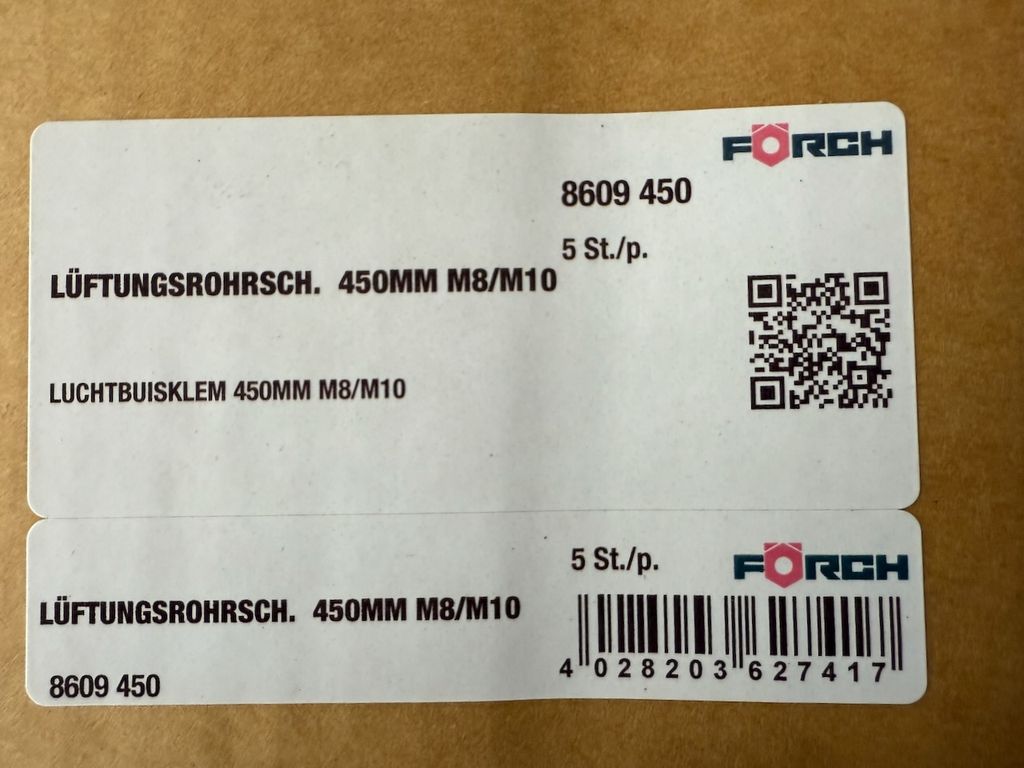 FÖRCH
8609 450
5 St./p.
LÜFTUNGSROHRSCH. 450MM M8/M10
LUCHTBUISKLEM 450MM M8/M10
5 St./p.
FÖRCH
LÜFTUNGSROHRSCH. 450MM M8/M10
4 028203 627417
8609 450